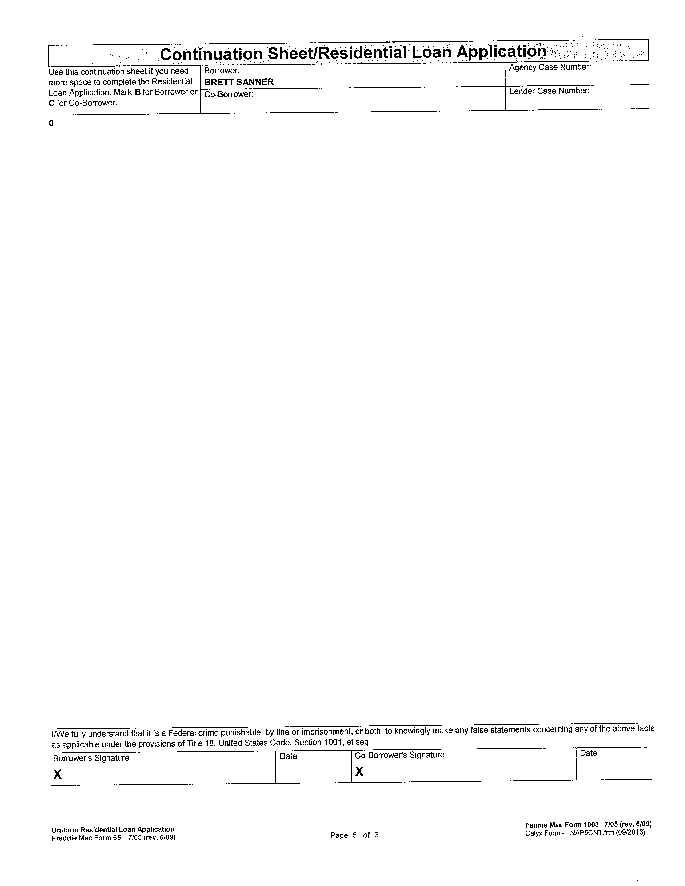 Continuation Sheet/Residential Loan Application
Use this continuation sheet if you need
more space to complete the Residential
Loan Application. Mark B for Borrower or
C for Co-Borrower.
Borrower:
BRETT SANNER
Co-Borrower:
Agency Case Number:
Lender Case Number:
0
I/We fully understand that it is a Federal crime punishable by fine or imprisonment, or both, to knowingly make any false statements concerning any of the above facts
as applicable under the provisions of Title 18, United States Code, Section 1001, et seq.
Borrower's Signature
X
Date
Co-Borrower's Signature
X
Date
Uniform Residential Loan Application
Freddie Mac Form 65 7/05 (rev. 6/09)
Page 5 of
Fannie Mae Form 1003 7/05 (rev. 6/09)
Calyx Form - (09/2013)